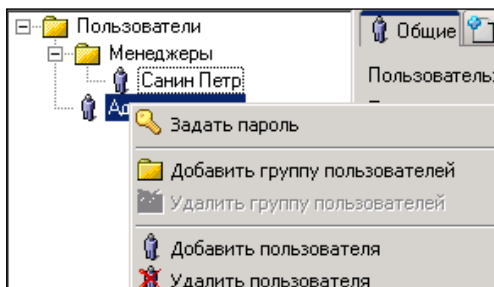 Пользователи
Менеджеры
Санин Петр
Общие
Пользователь:
Задать пароль
Добавить группу пользователей
Удалить группу пользователей
Добавить пользователя
Удалить пользователя